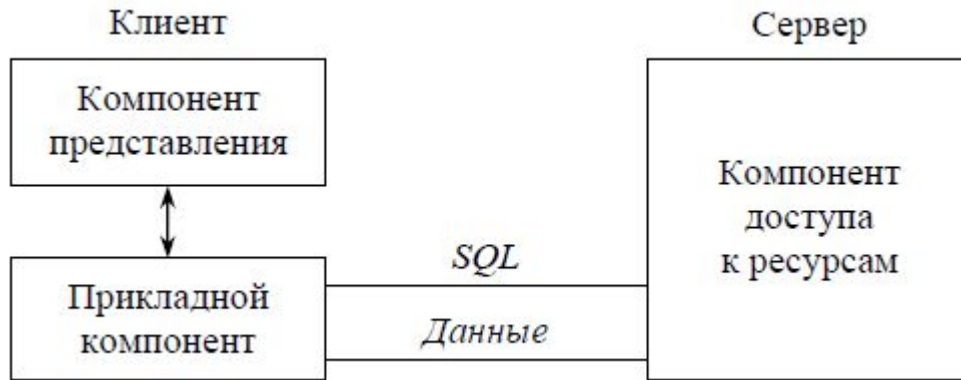 Клиент
Компонент
представления
Прикладной
компонент
SQL
Данные
Сервер
Компонент
доступа
к ресурсам